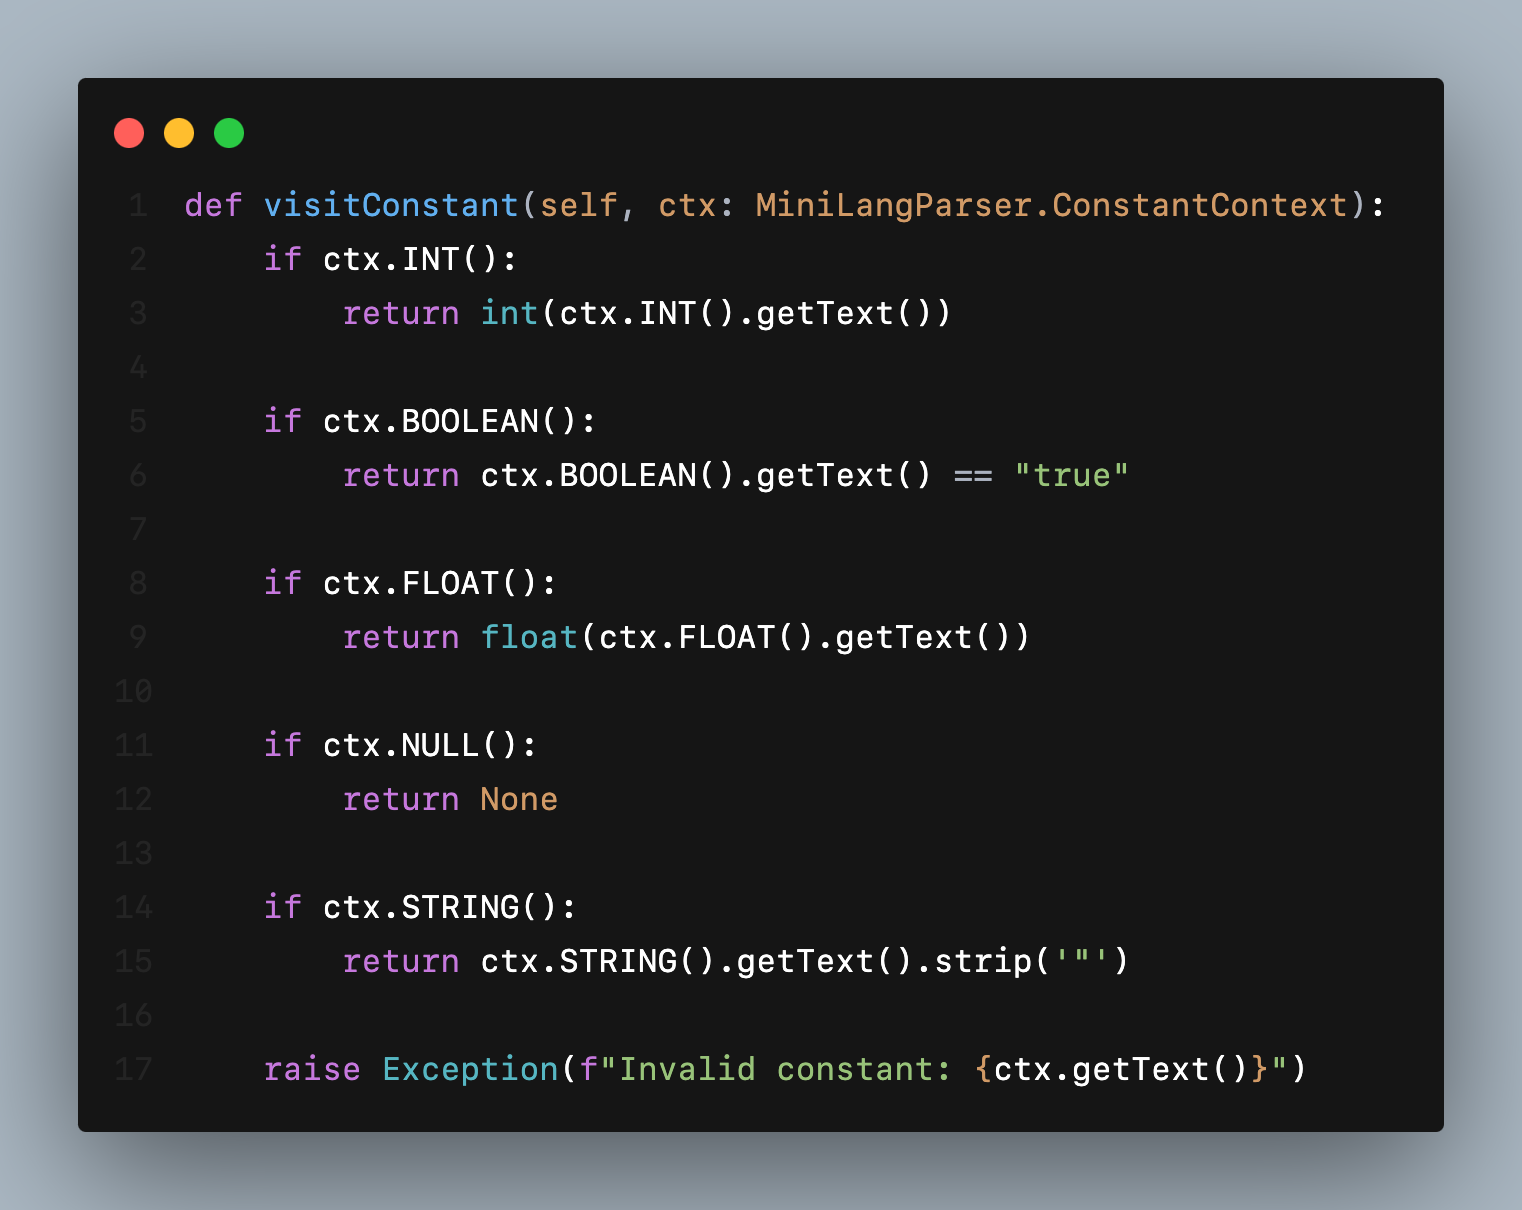 1 def visitConstant(self, ctx: MiniLangParser.ConstantContext):
2     if ctx.INT():
3         return int(ctx.INT().getText())
4
5     if ctx.BOOLEAN():
6         return ctx.BOOLEAN().getText() == "true"
7
8     if ctx.FLOAT():
9         return float(ctx.FLOAT().getText())
10
11     if ctx.NULL():
12         return None
13
14     if ctx.STRING():
15         return ctx.STRING().getText().strip('"')
16
17     raise Exception(f"Invalid constant: {ctx.getText()}")